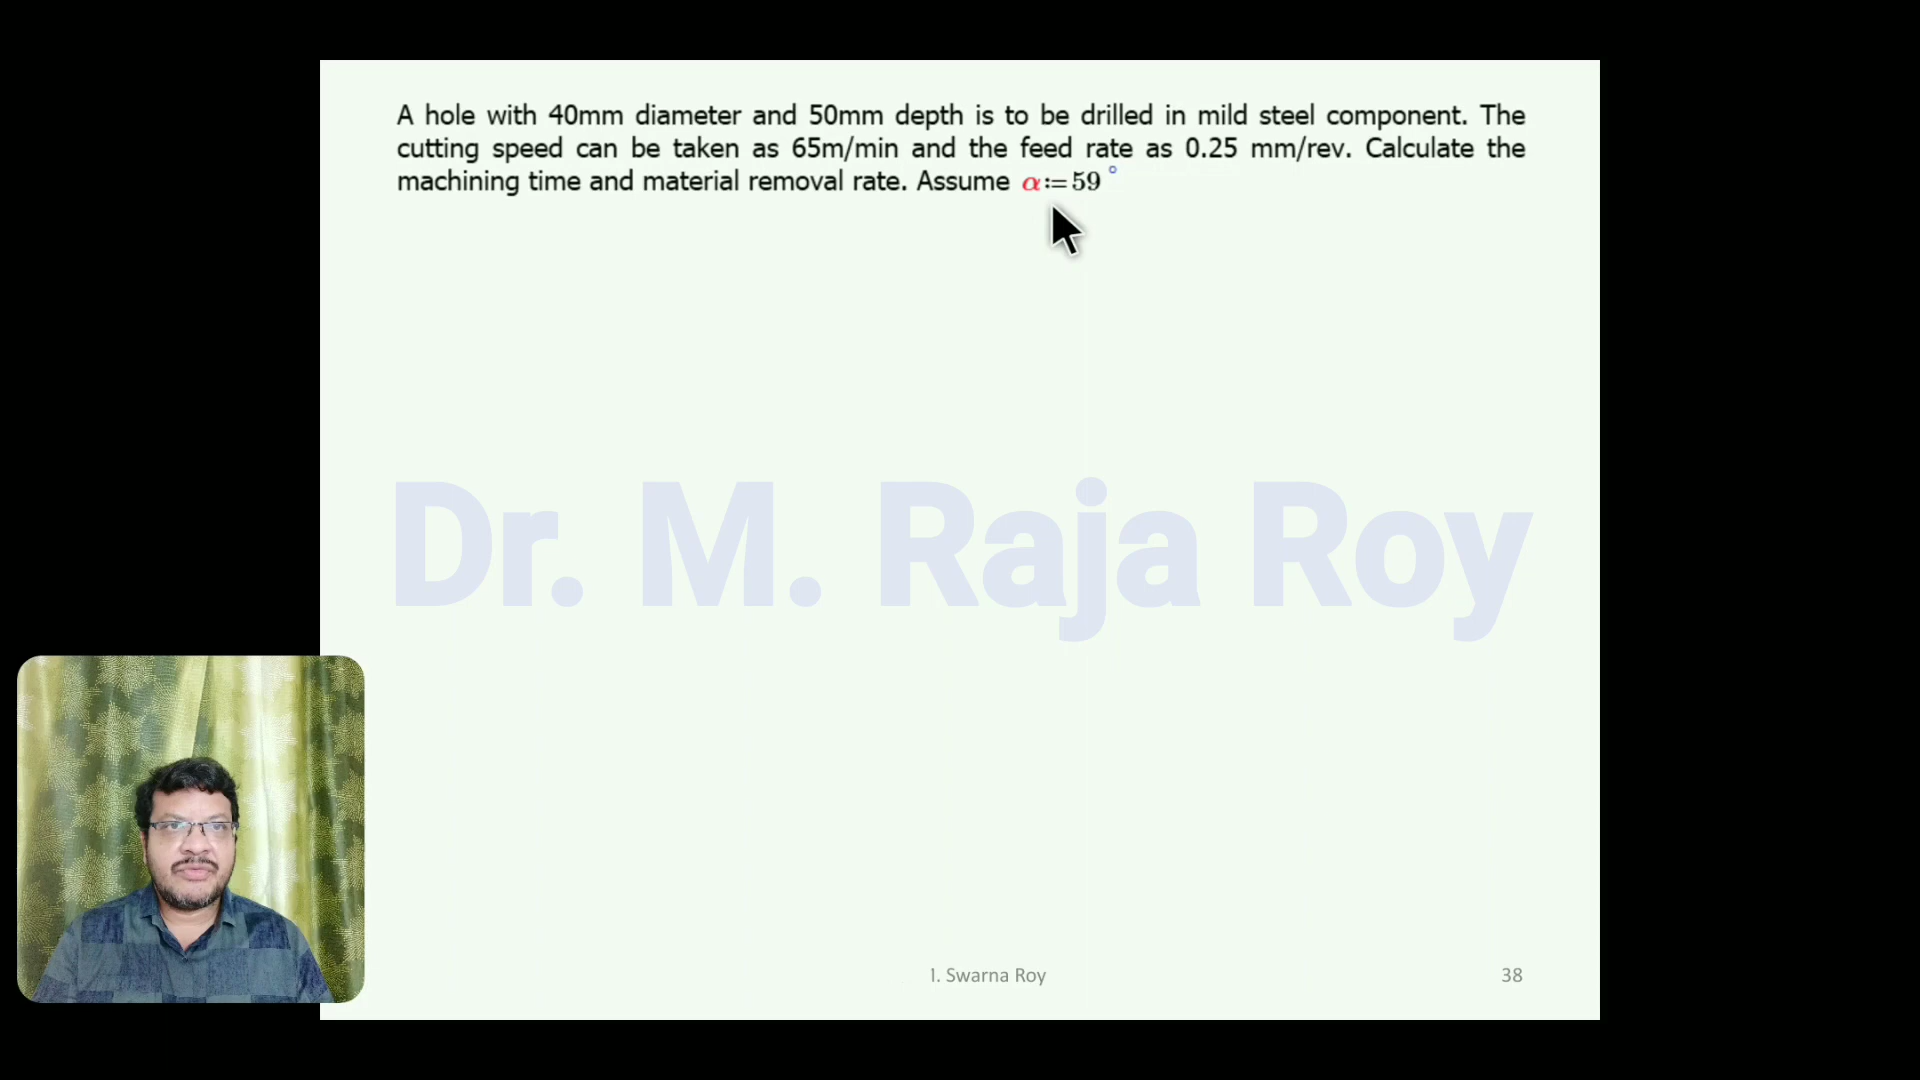 A hole with 40mm diameter and 50mm depth is to be drilled in mild steel component. The
cutting speed can be taken as 65m/min and the feed rate as 0.25 mm/rev. Calculate the
machining time and material removal rate. Assume α:=59 °
Dr. M. Raja Roy
l. Swarna Roy
38